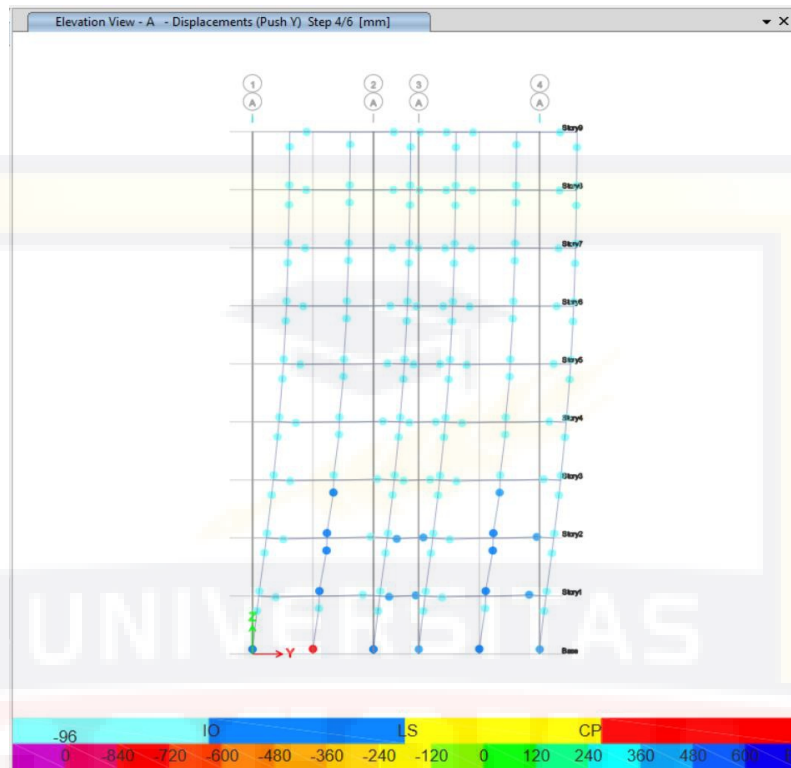 Elevation View - A - Displacements (Push Y) Step 4/6 [mm]
1 2 3 4
A A A A
Story9
Story8
Story7
Story6
Story5
Story4
Story3
Story2
Story1
Z
Y
Base
UNIVERSITAS
-96 IO LS CP
0 -840 -720 -600 -480 -360 -240 -120 0 120 240 360 480 600